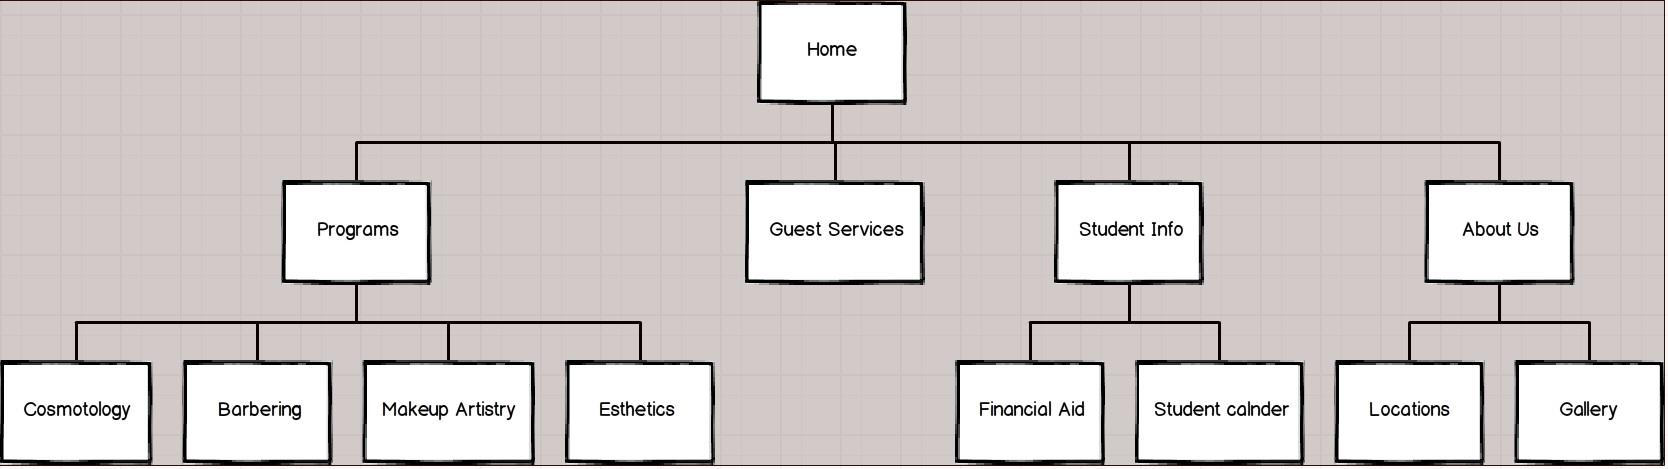 Home
Programs
Guest Services
Student Info
About Us
Cosmotology
Barbering
Makeup Artistry
Esthetics
Financial Aid
Student calnder
Locations
Gallery